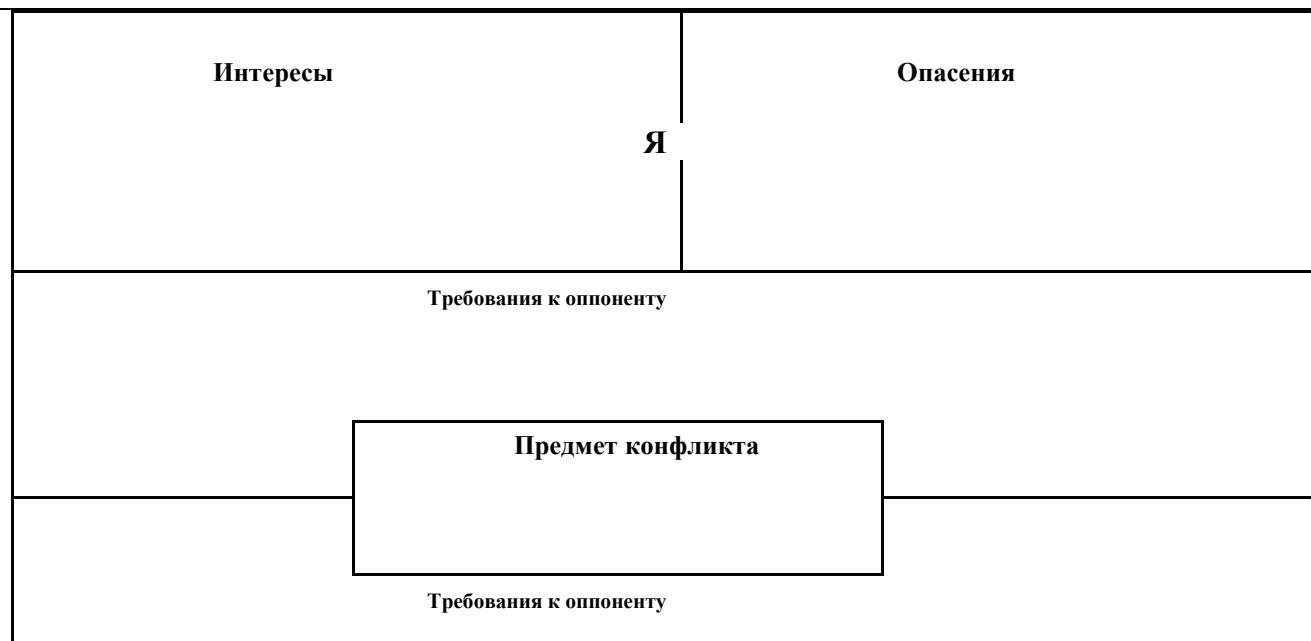 Интересы
Опасения
Я
Требования к оппоненту
Предмет конфликта
Требования к оппоненту